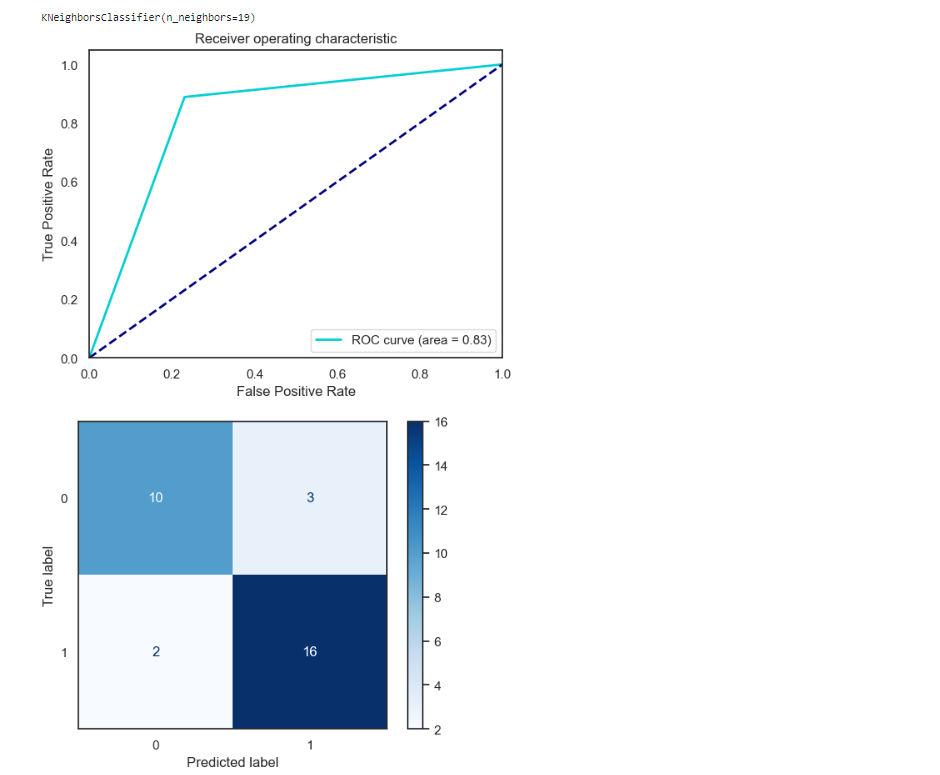 KNeighborsClassifier(n_neighbors=19)
Receiver operating characteristic
1.0
0.8
0.6
0.4
0.2
0.0
True Positive Rate
ROC curve (area = 0.83)
0.0 0.2 0.4 0.6 0.8 1.0
False Positive Rate
16
14
12
10
8
6
4
2
0
1
True label
10 3
2 16
0 1
Predicted label